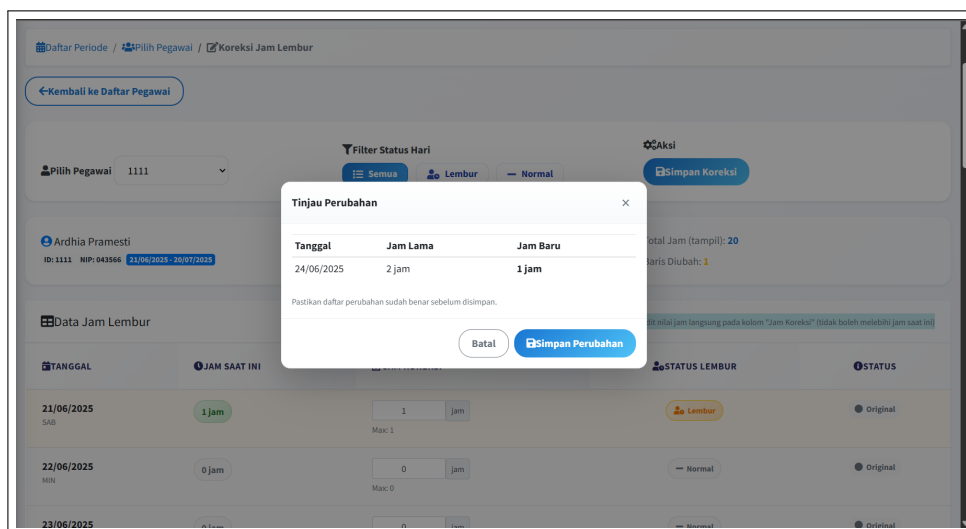 Daftar Periode / Pilih Pegawai / Koreksi Jam Lembur
Kembali ke Daftar Pegawai
Pilih Pegawai 1111
Filter Status Hari
Semua Lembur Normal
Aksi
Simpan Koreksi
Ardhia Pramesti
ID: 1111 NIP: 043566 21/06/2025 - 20/07/2025
Total Jam (tampil): 20
Baris Diubah: 1
Tinjau Perubahan ×
Tanggal Jam Lama Jam Baru
24/06/2025 2 jam 1 jam
Pastikan daftar perubahan sudah benar sebelum disimpan.
Batal Simpan Perubahan
Data Jam Lembur
dit nilai jam langsung pada kolom "Jam Koreksi" (tidak boleh melebihi jam saat ini)
TANGGAL JAM SAAT INI STATUS LEMBUR STATUS
21/06/2025 1 jam 1 jam Lembur Original
SAB Max: 1
22/06/2025 0 jam 0 jam Normal Original
MIN Max: 0
23/06/2025 0 jam 0 jam Normal Original